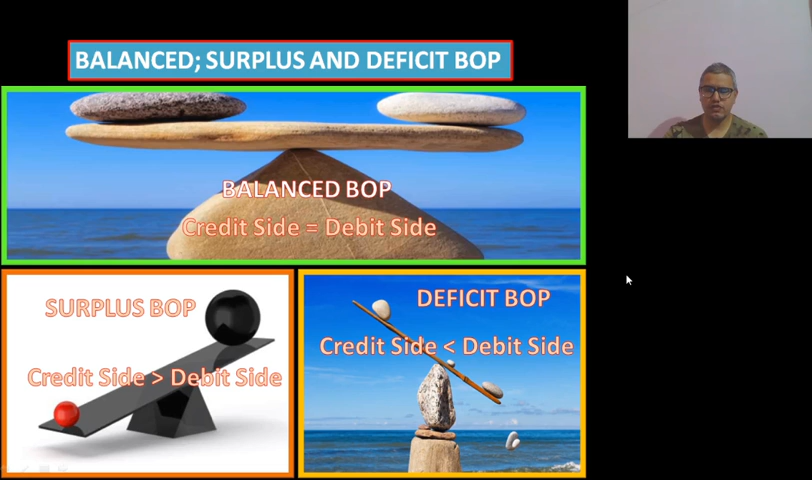 BALANCED; SURPLUS AND DEFICIT BOP
BALANCED BOP
Credit Side = Debit Side
SURPLUS BOP
Credit Side > Debit Side
DEFICIT BOP
Credit Side < Debit Side